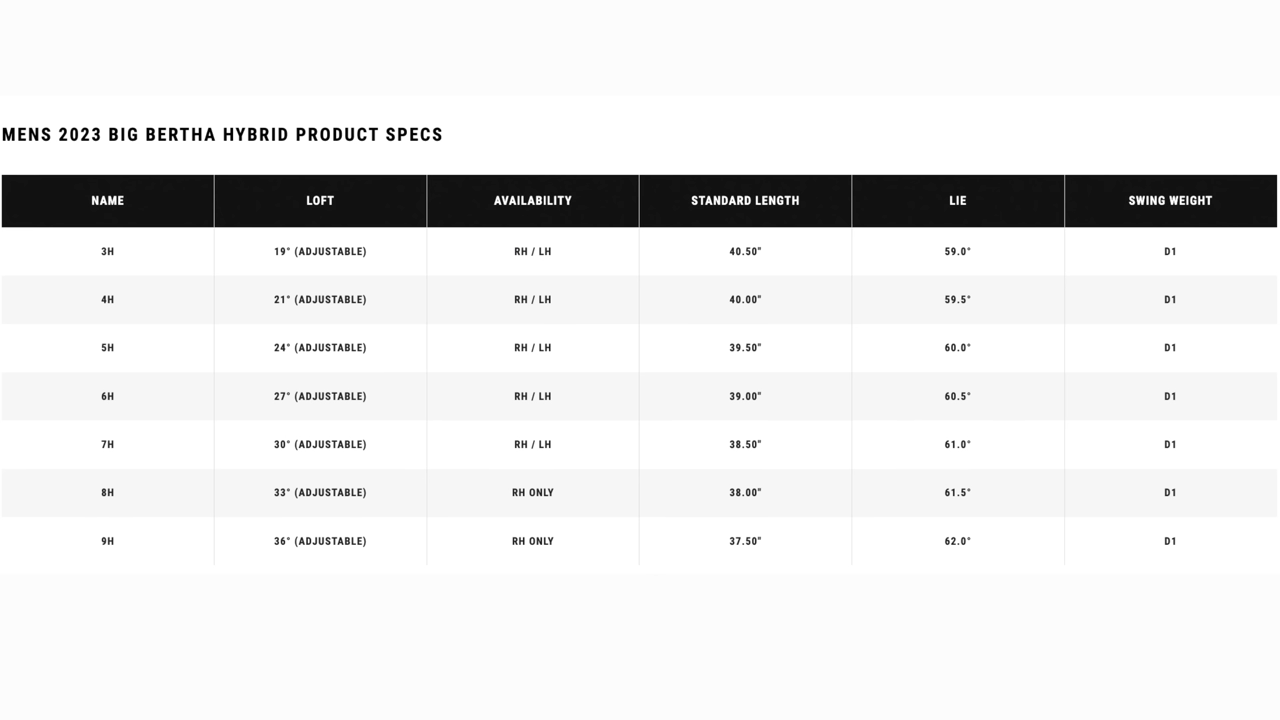 MENS 2023 BIG BERTHA HYBRID PRODUCT SPECS
NAME LOFT AVAILABILITY STANDARD LENGTH LIE SWING WEIGHT
3H 19° (ADJUSTABLE) RH / LH 40.50" 59.0° D1
4H 21° (ADJUSTABLE) RH / LH 40.00" 59.5° D1
5H 24° (ADJUSTABLE) RH / LH 39.50" 60.0° D1
6H 27° (ADJUSTABLE) RH / LH 39.00" 60.5° D1
7H 30° (ADJUSTABLE) RH / LH 38.50" 61.0° D1
8H 33° (ADJUSTABLE) RH ONLY 38.00" 61.5° D1
9H 36° (ADJUSTABLE) RH ONLY 37.50" 62.0° D1